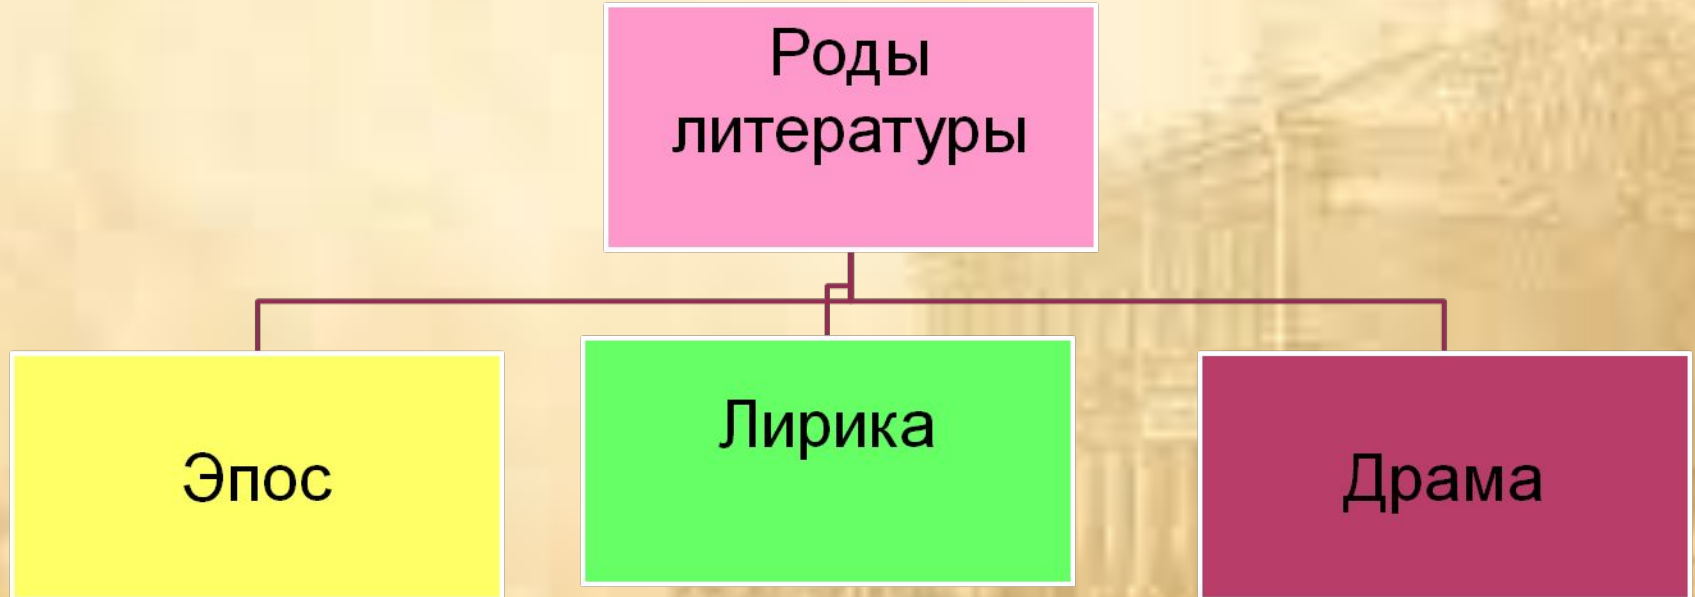 Роды
литературы
Эпос
Лирика
Драма